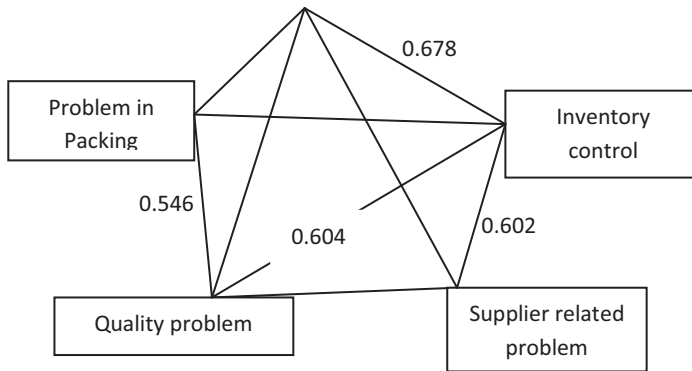 0.678
Problem in
Packing
Inventory
control
0.546
0.604
0.602
Quality problem
Supplier related
problem